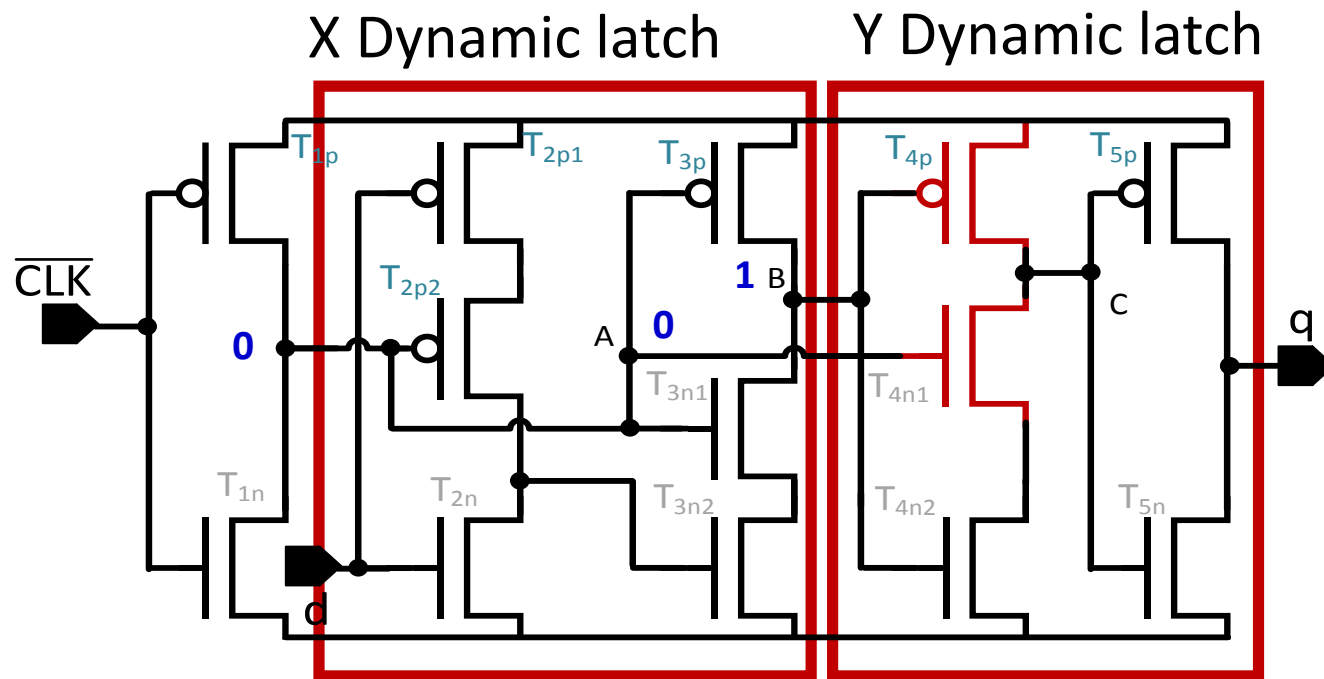 X Dynamic latch
Y Dynamic latch
T1p
T2p1
T3p
T4p
T5p
CLK
T2p2
1
B
0
A
0
C
q
T3n1
T4n1
T1n
T2n
T3n2
T4n2
T5n
d